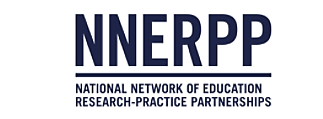 NNERPP
NATIONAL NETWORK OF EDUCATION
RESEARCH-PRACTICE PARTNERSHIPS